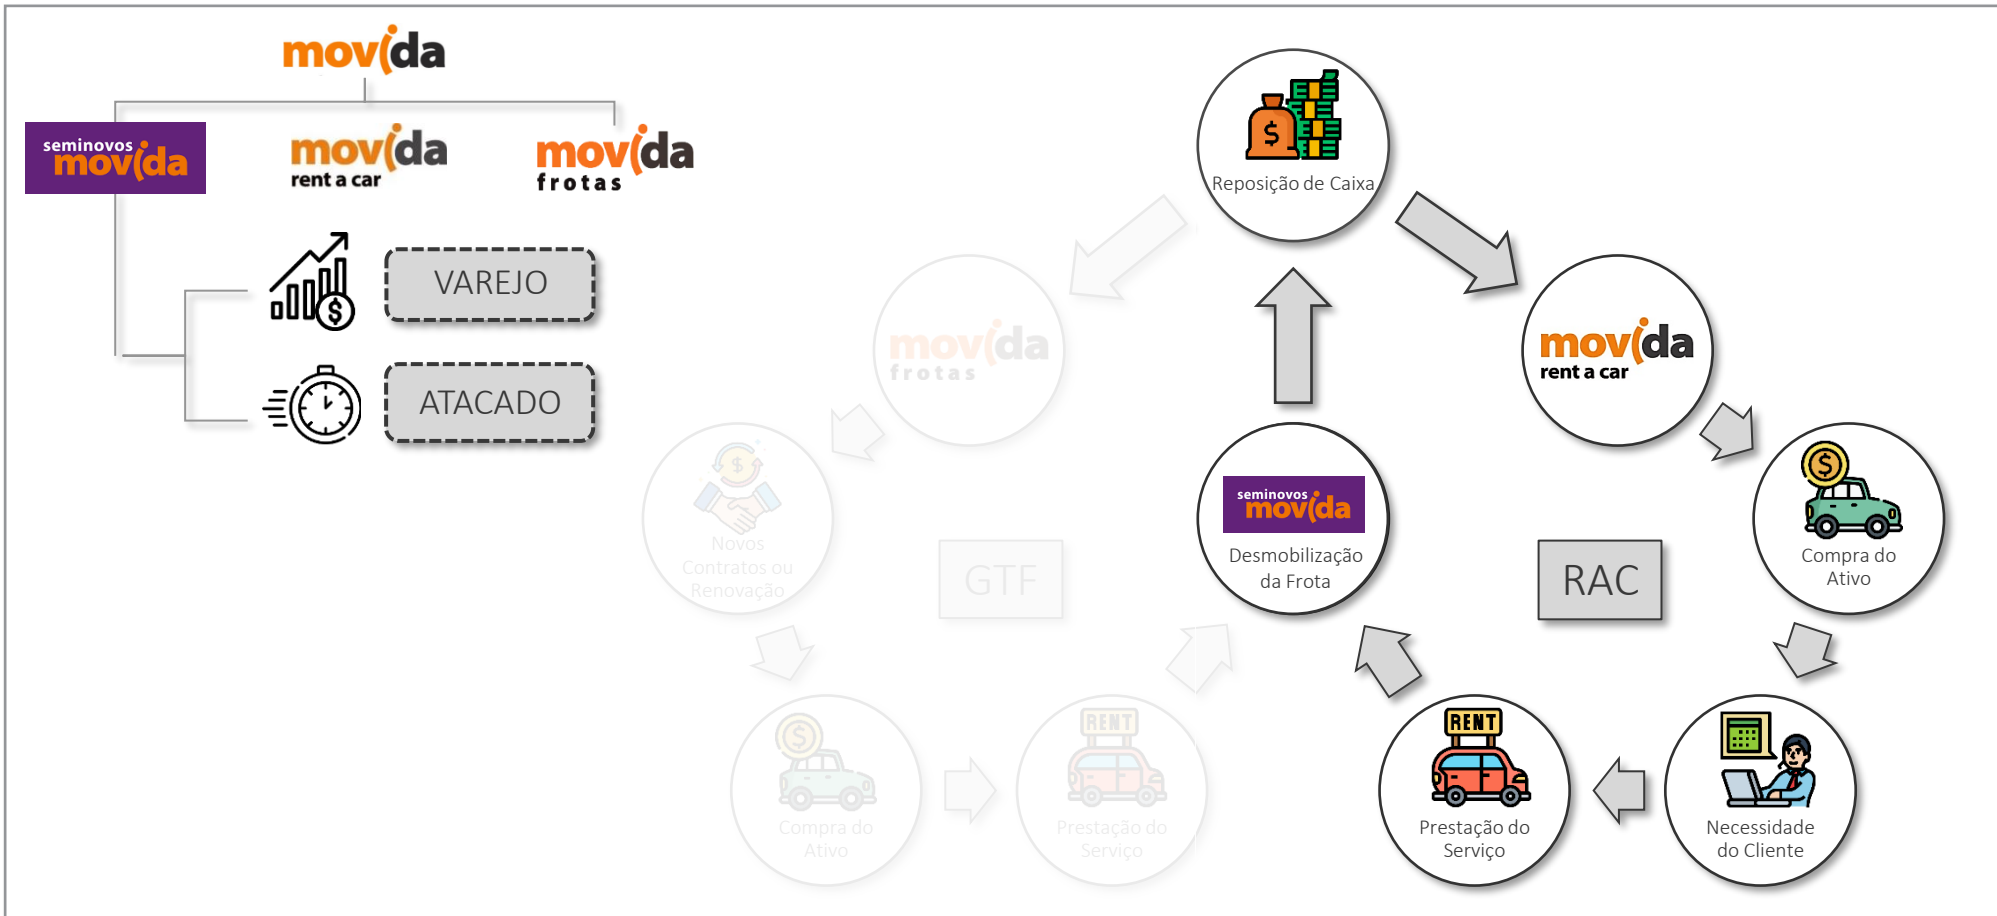 movida
seminovos
movida
movida
rent a car
movida
frotas
VAREJO
ATACADO
Reposição de Caixa
movida
frotas
movida
rent a car
Novos
Contratos ou
Renovação
GTF
seminovos
movida
Desmobilização
da Frota
RAC
Compra do
Ativo
Compra do
Ativo
RENT
Prestação do
Serviço
RENT
Prestação do
Serviço
Necessidade
do Cliente